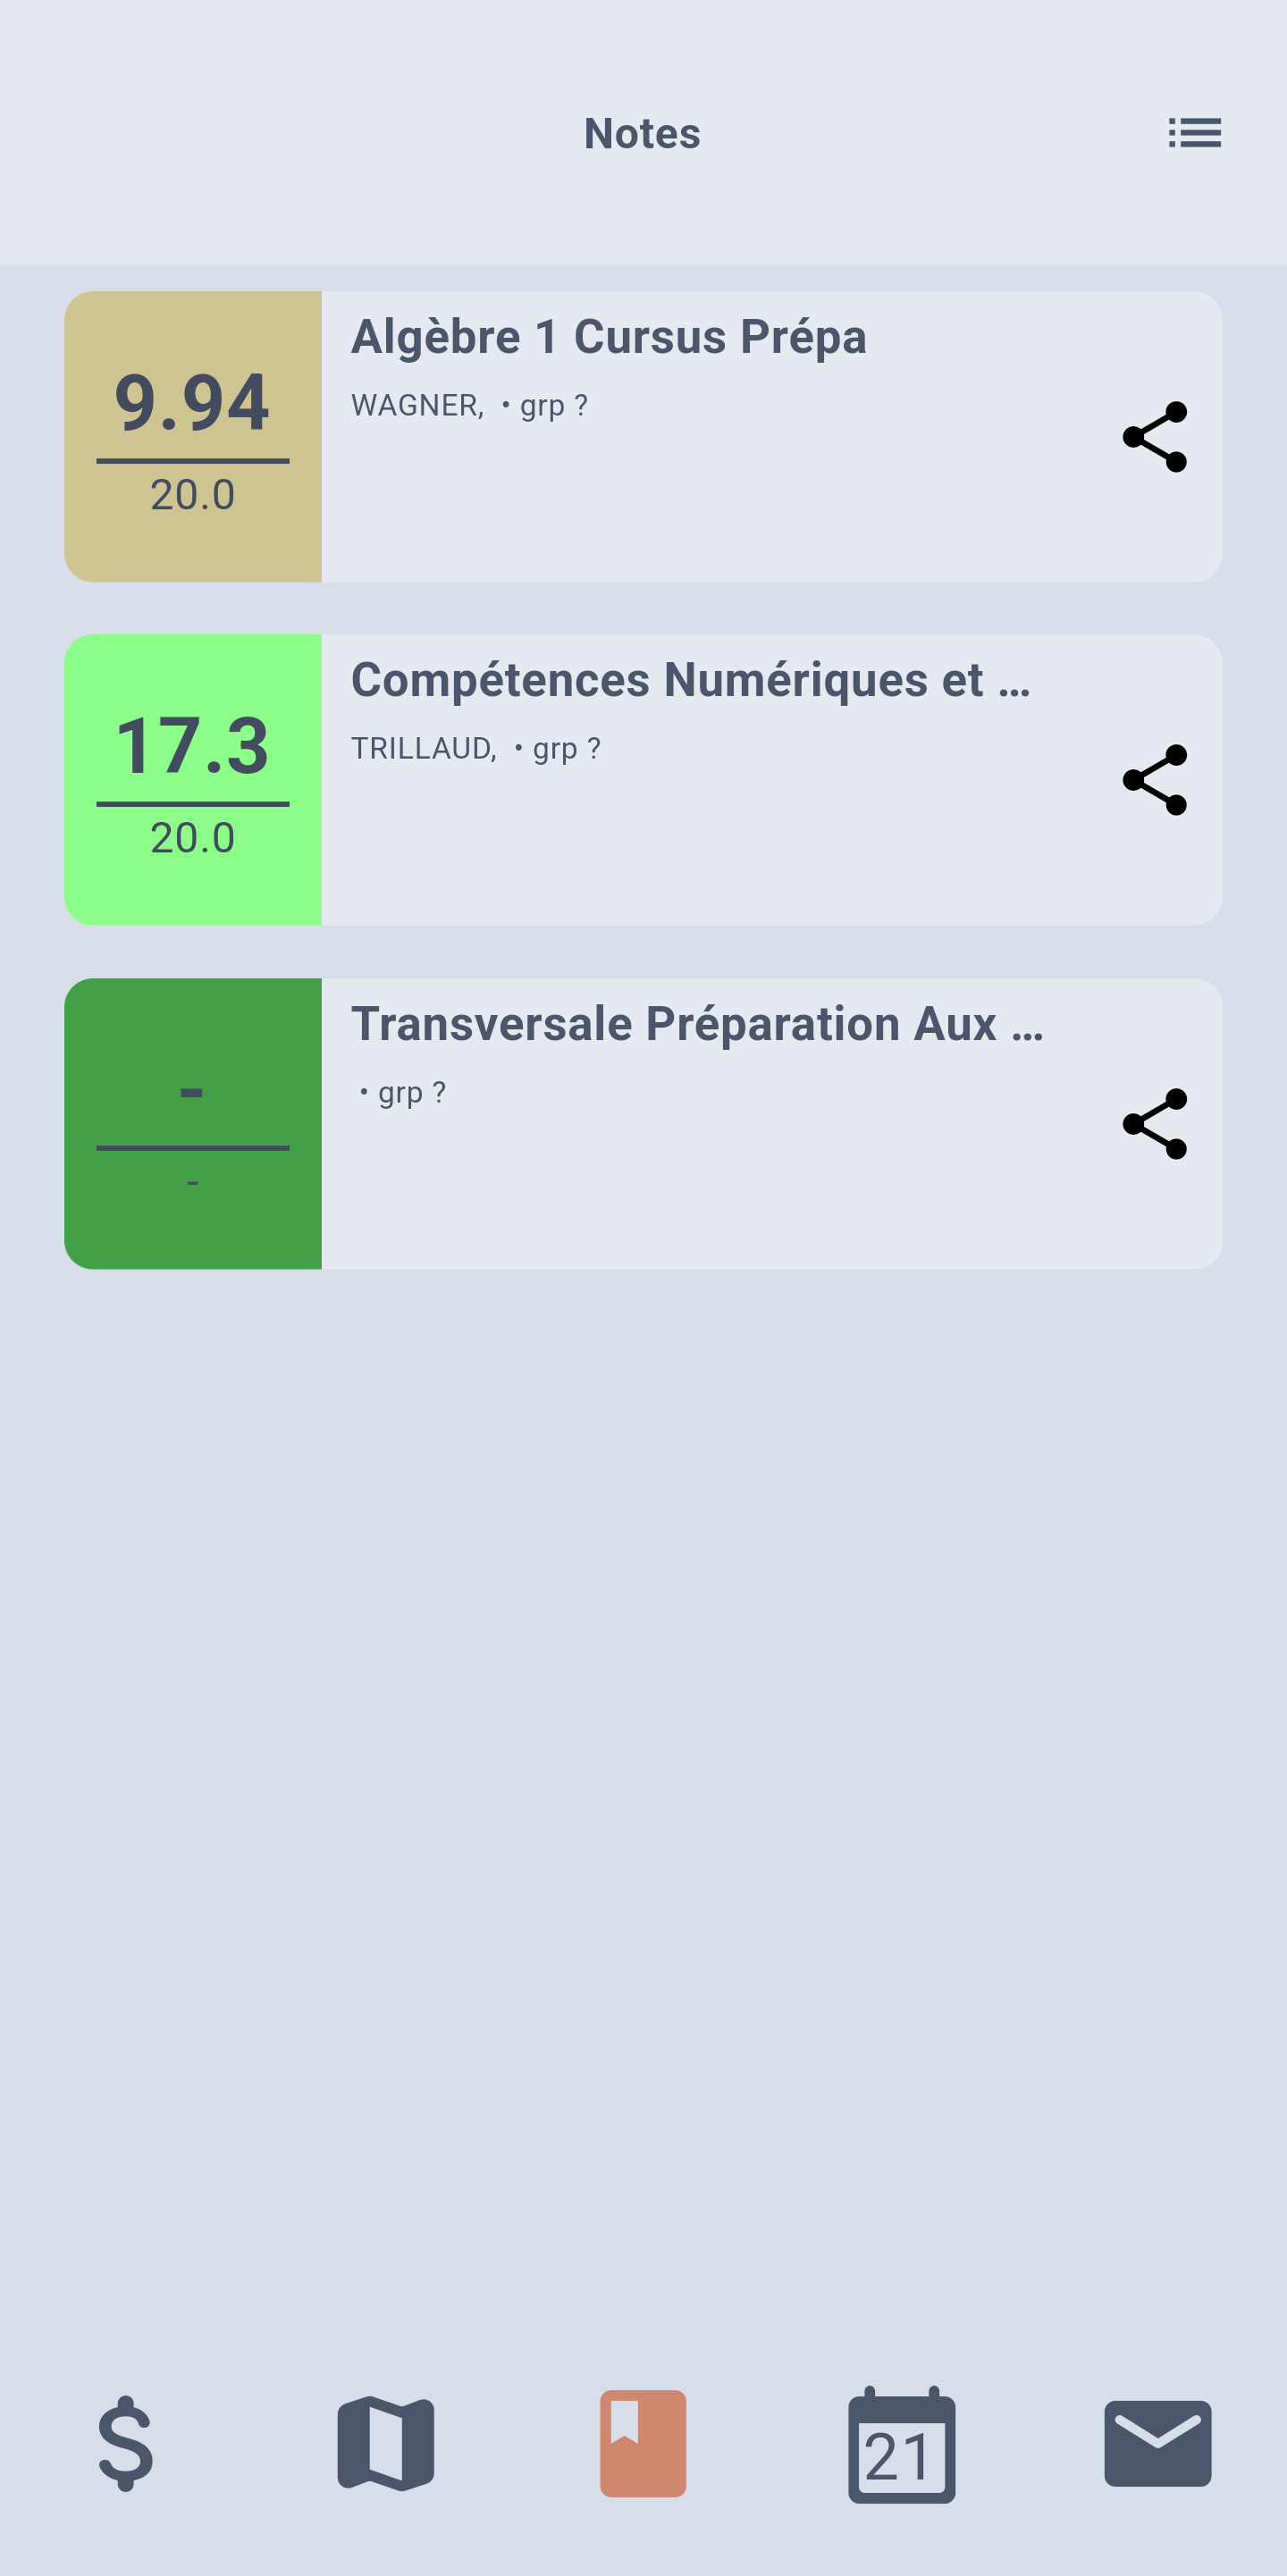 Notes
9.94
20.0
Algèbre 1 Cursus Prépa
WAGNER,  • grp ?
17.3
20.0
Compétences Numériques et …
TRILLAUD,  • grp ?
-
-
Transversale Préparation Aux …
• grp ?
21